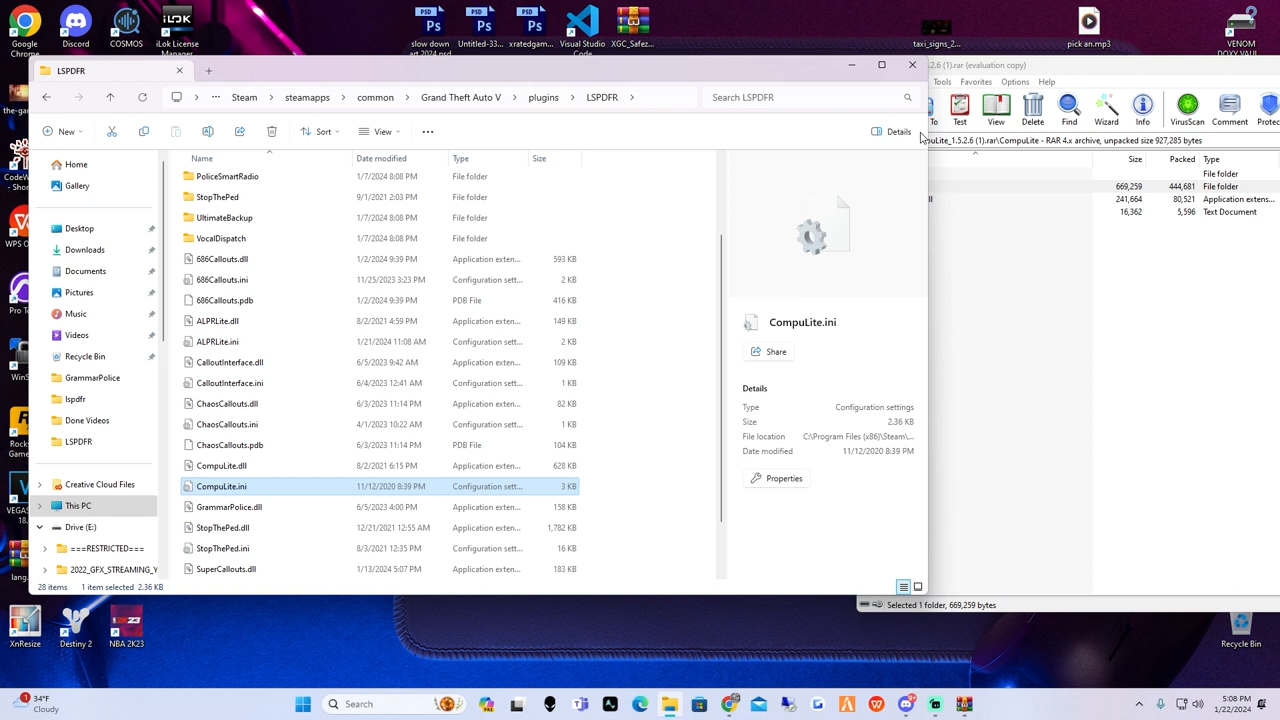 Google
Chrome
Discord
COSMOS
iLOK
iLok License
Manager
slow down
art 2024.psd
Untitled-33...
xratedgam...
Visual Studio
Code
XGC_Safez...
taxi_signs_2...
pick an.mp3
VENOM
DOXY VAUL
LSPDFR
Steam
steamapps
common
Grand Theft Auto V
plugins
LSPDFR
Search LSPDFR
New
Sort
View
Details
Name
Date modified
Type
Size
Home
Gallery
Desktop
Downloads
Documents
Pictures
Music
Videos
Recycle Bin
GrammarPolice
lspdfr
Done Videos
LSPDFR
Creative Cloud Files
This PC
Drive (E:)
===RESTRICTED===
2022_GFX_STREAMING_Y
PoliceSmartRadio 1/7/2024 8:08 PM File folder
StopThePed 9/1/2021 2:03 PM File folder
UltimateBackup 1/7/2024 8:08 PM File folder
VocalDispatch 1/7/2024 8:08 PM File folder
686Callouts.dll 1/2/2024 9:39 PM Application exten... 593 KB
686Callouts.ini 11/25/2023 3:23 PM Configuration sett... 2 KB
686Callouts.pdb 1/2/2024 9:39 PM PDB File 416 KB
ALPRLite.dll 8/2/2021 4:59 PM Application exten... 149 KB
ALPRLite.ini 1/21/2024 11:08 AM Configuration sett... 2 KB
CalloutInterface.dll 6/5/2023 9:42 AM Application exten... 109 KB
CalloutInterface.ini 6/4/2023 12:41 AM Configuration sett... 1 KB
ChaosCallouts.dll 6/3/2023 11:14 PM Application exten... 82 KB
ChaosCallouts.ini 4/1/2023 10:22 AM Configuration sett... 1 KB
ChaosCallouts.pdb 6/3/2023 11:14 PM PDB File 104 KB
CompuLite.dll 8/2/2021 6:15 PM Application exten... 628 KB
CompuLite.ini 11/12/2020 8:39 PM Configuration sett... 3 KB
GrammarPolice.dll 6/5/2023 4:00 PM Application exten... 158 KB
StopThePed.dll 12/21/2021 12:55 AM Application exten... 1,782 KB
StopThePed.ini 8/3/2021 12:35 PM Configuration sett... 16 KB
SuperCallouts.dll 1/13/2024 5:07 PM Application exten... 183 KB
CompuLite.ini
Share
Details
Type Configuration settings
Size 2.36 KB
File location C:\Program Files (x86)\Steam\...
Date modified 11/12/2020 8:39 PM
Properties
28 items 1 item selected 2.36 KB
.2.6 (1).rar (evaluation copy)
Tools Favorites Options Help
To Test View Delete Find Wizard Info VirusScan Comment Protec
puLite_1.5.2.6 (1).rar\CompuLite - RAR 4.x archive, unpacked size 927,285 bytes
Size Packed Type
File folder
669,259 444,681 File folder
ll 241,664 80,521 Application extens...
16,362 5,596 Text Document
Selected 1 folder, 669,259 bytes
XnResize
Destiny 2
NBA 2K23
Recycle Bin
1
34°F
Cloudy
Search
5:08 PM
1/22/2024